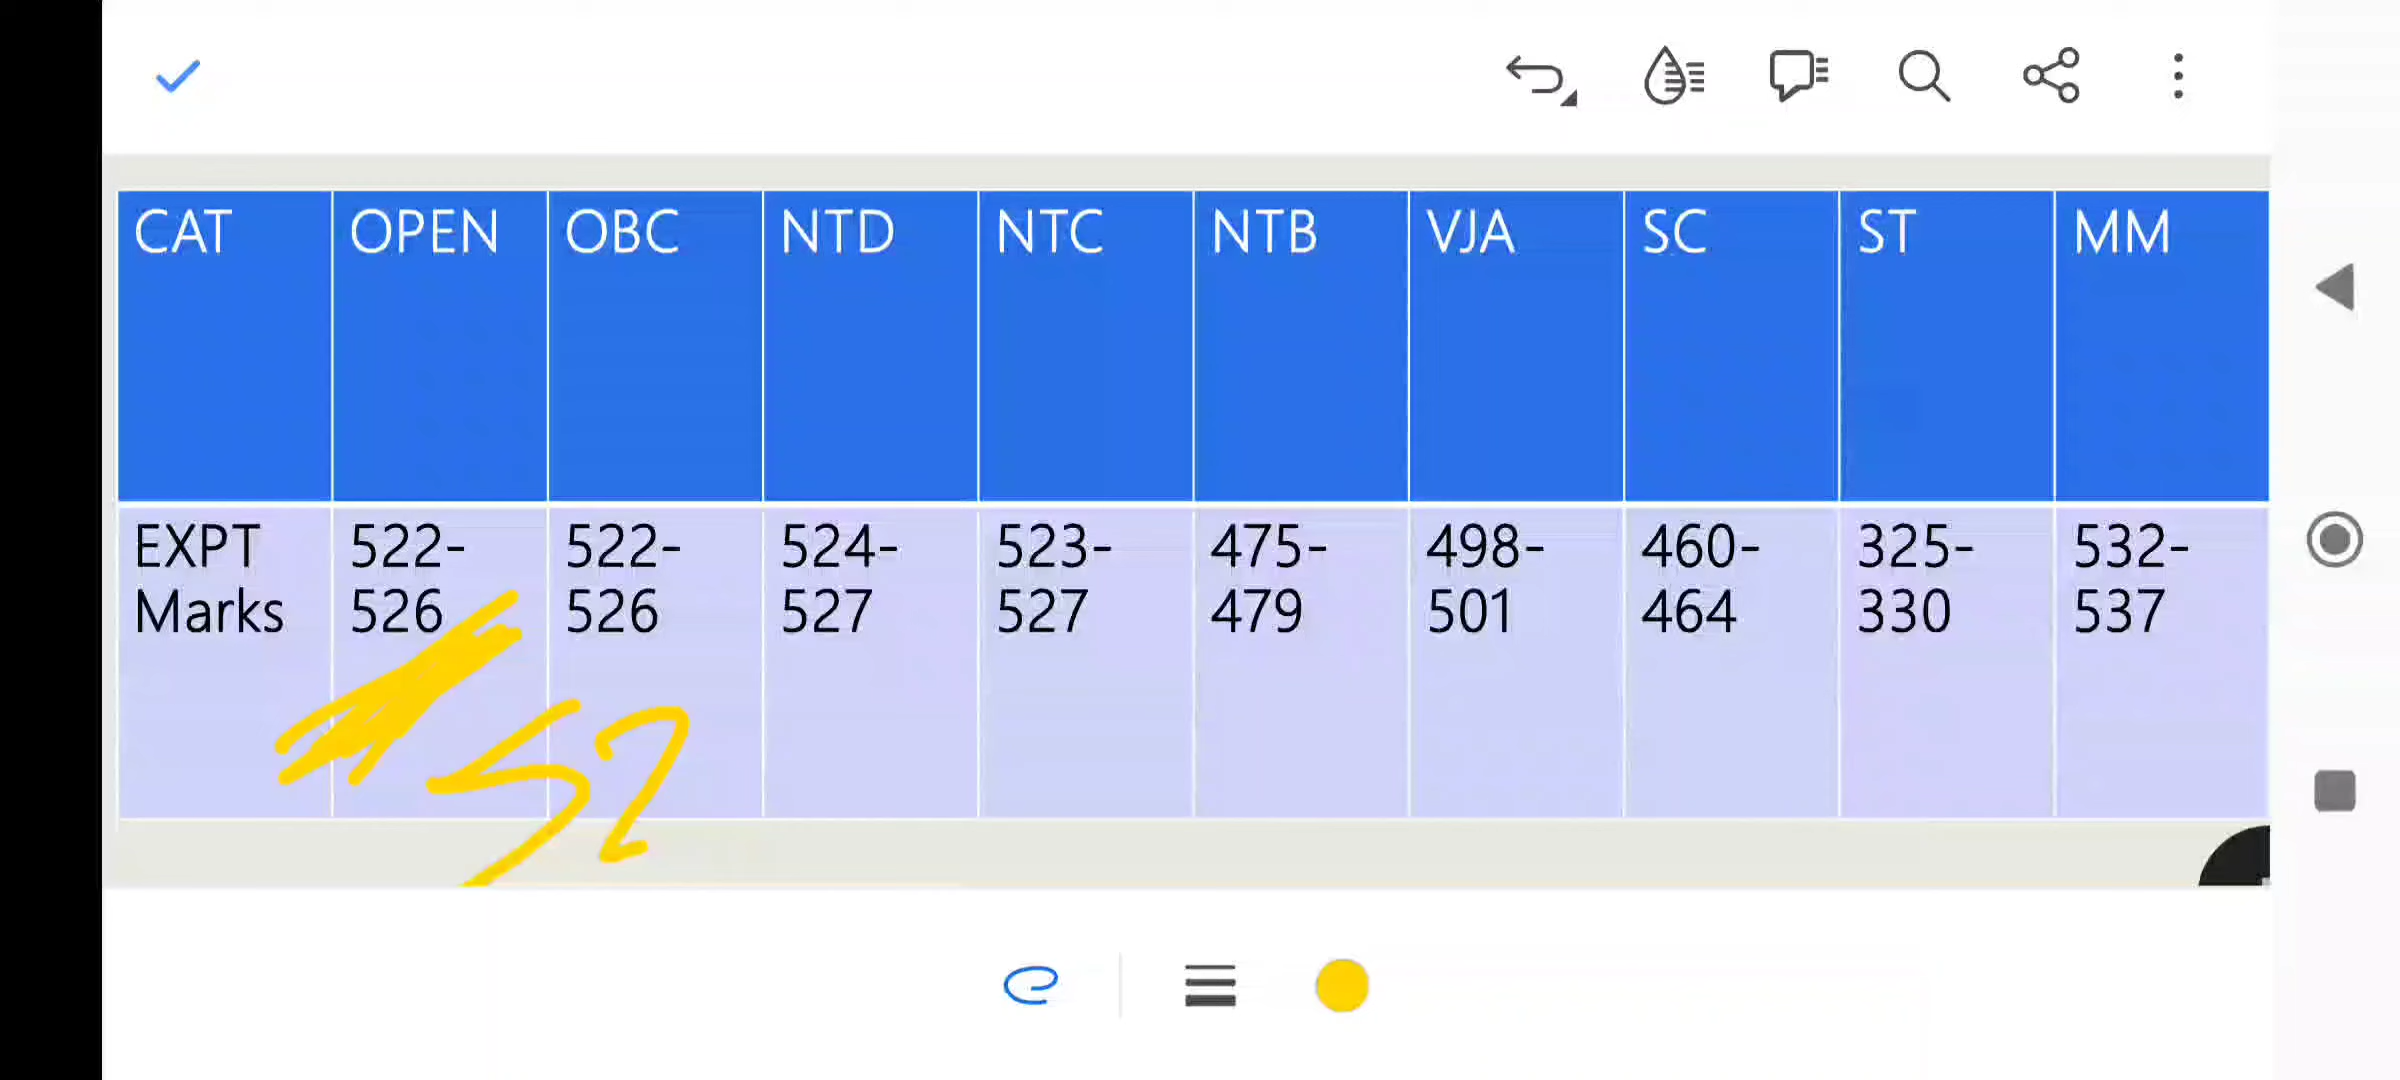 CAT OPEN OBC NTD NTC NTB VJA SC ST MM
EXPT Marks 522-526 522-526 524-527 523-527 475-479 498-501 460-464 325-330 532-537
52